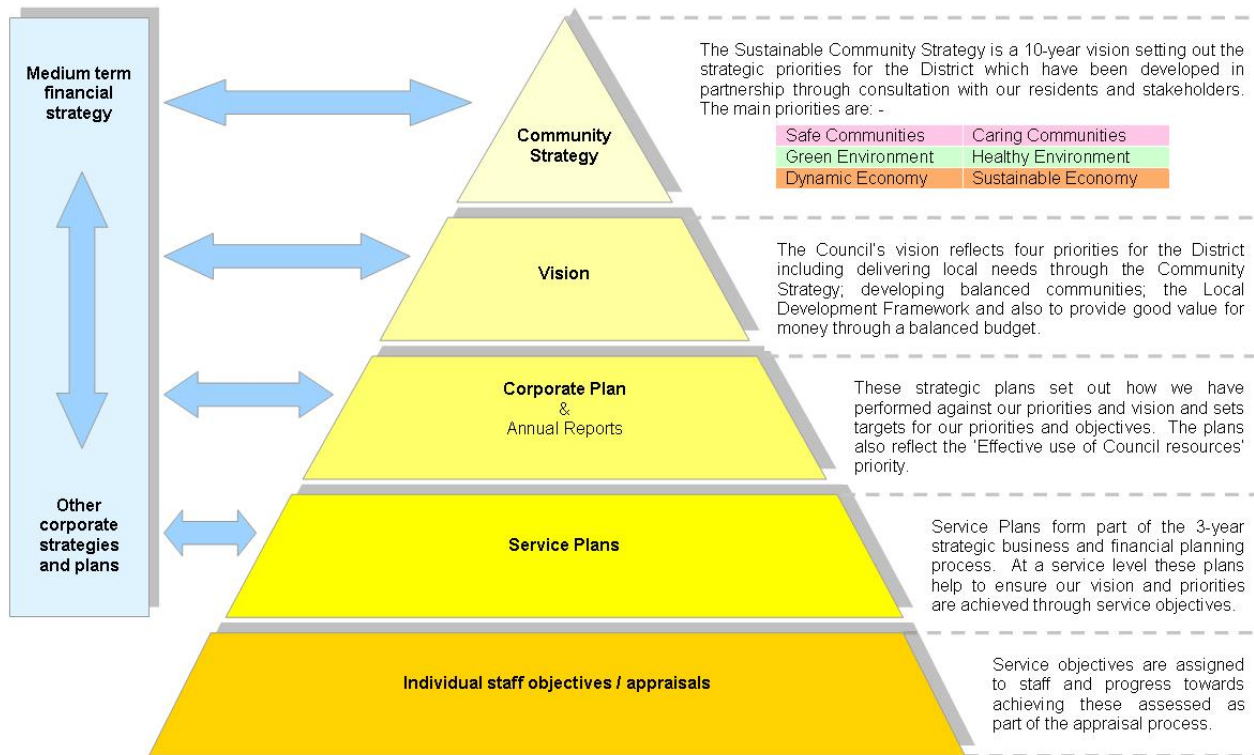 Medium term
financial
strategy
Other
corporate
strategies
and plans
Community
Strategy
The Sustainable Community Strategy is a 10-year vision setting out the
strategic priorities for the District which have been developed in
partnership through consultation with our residents and stakeholders.
The main priorities are: -
Safe Communities Caring Communities
Green Environment Healthy Environment
Dynamic Economy Sustainable Economy
Vision
The Council's vision reflects four priorities for the District
including delivering local needs through the Community
Strategy; developing balanced communities; the Local
Development Framework and also to provide good value for
money through a balanced budget.
Corporate Plan
&
Annual Reports
These strategic plans set out how we have
performed against our priorities and vision and sets
targets for our priorities and objectives. The plans
also reflect the 'Effective use of Council resources'
priority.
Service Plans
Service Plans form part of the 3-year
strategic business and financial planning
process. At a service level these plans
help to ensure our vision and priorities
are achieved through service objectives.
Individual staff objectives / appraisals
Service objectives are assigned
to staff and progress towards
achieving these assessed as
part of the appraisal process.